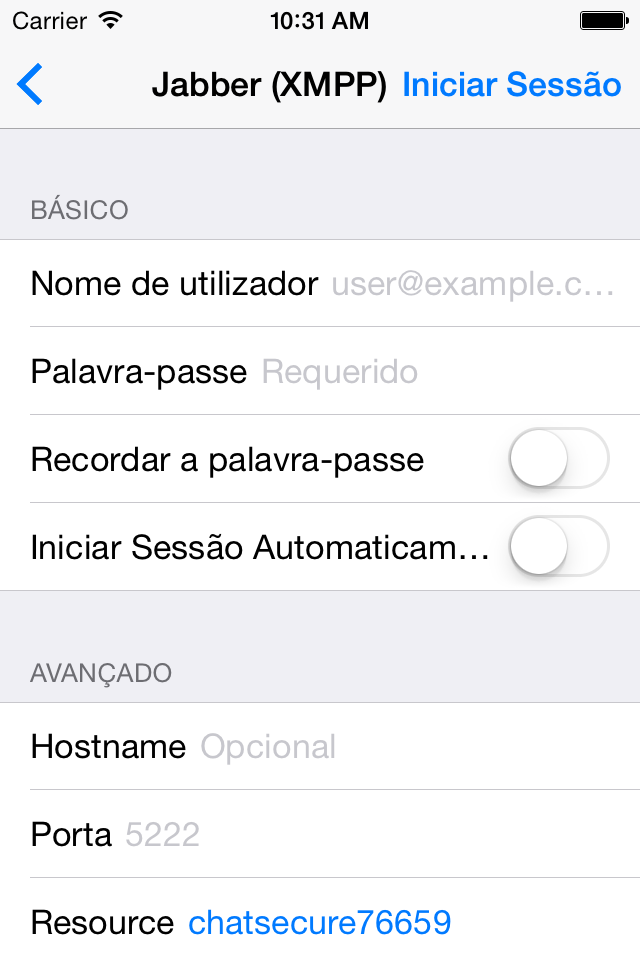 Carrier 10:31 AM
Jabber (XMPP) Iniciar Sessão
BÁSICO
Nome de utilizador user@example.c…
Palavra-passe Requerido
Recordar a palavra-passe
Iniciar Sessão Automaticam…
AVANÇADO
Hostname Opcional
Porta 5222
Resource chatsecure76659